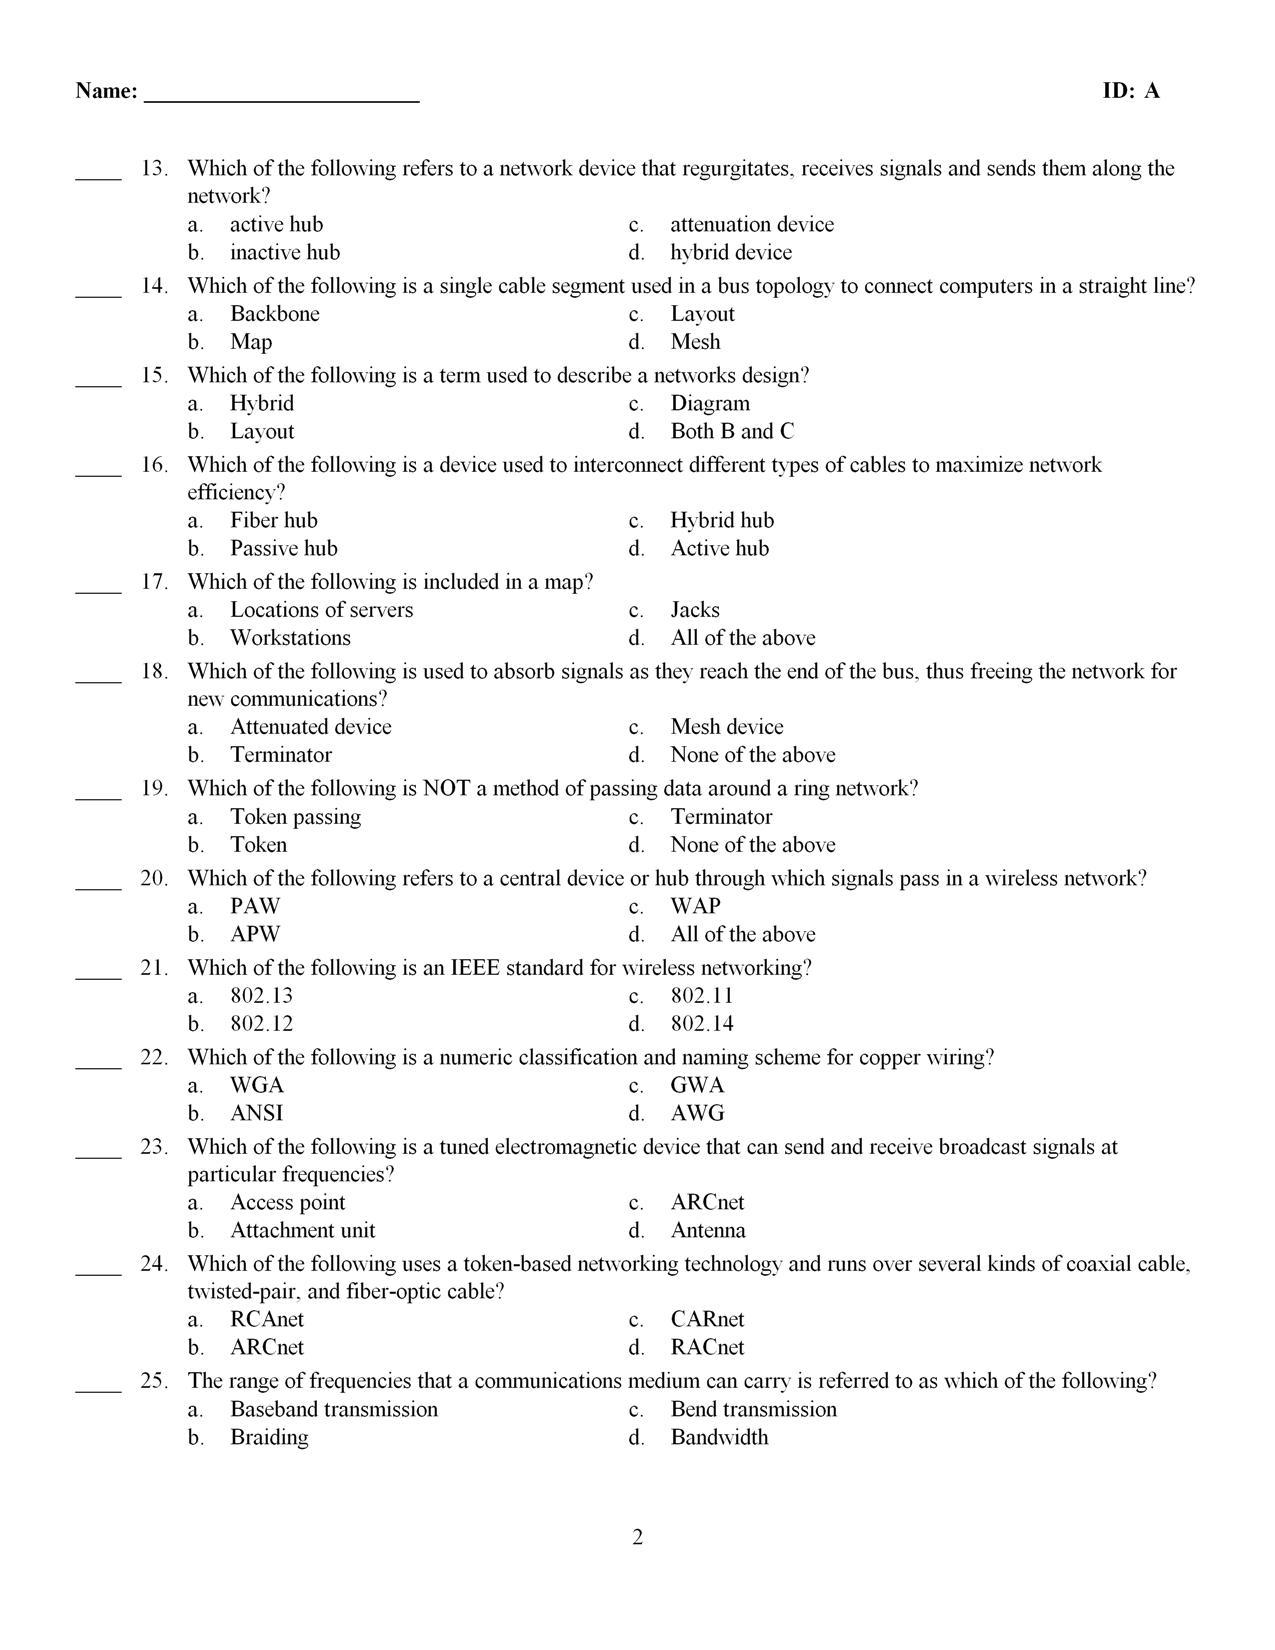 Name: ____________________ ID: A
____ 13. Which of the following refers to a network device that regurgitates, receives signals and sends them along the
network?
a. active hub c. attenuation device
b. inactive hub d. hybrid device
____ 14. Which of the following is a single cable segment used in a bus topology to connect computers in a straight line?
a. Backbone c. Layout
b. Map d. Mesh
____ 15. Which of the following is a term used to describe a networks design?
a. Hybrid c. Diagram
b. Layout d. Both B and C
____ 16. Which of the following is a device used to interconnect different types of cables to maximize network
efficiency?
a. Fiber hub c. Hybrid hub
b. Passive hub d. Active hub
____ 17. Which of the following is included in a map?
a. Locations of servers c. Jacks
b. Workstations d. All of the above
____ 18. Which of the following is used to absorb signals as they reach the end of the bus, thus freeing the network for
new communications?
a. Attenuated device c. Mesh device
b. Terminator d. None of the above
____ 19. Which of the following is NOT a method of passing data around a ring network?
a. Token passing c. Terminator
b. Token d. None of the above
____ 20. Which of the following refers to a central device or hub through which signals pass in a wireless network?
a. PAW c. WAP
b. APW d. All of the above
____ 21. Which of the following is an IEEE standard for wireless networking?
a. 802.13 c. 802.11
b. 802.12 d. 802.14
____ 22. Which of the following is a numeric classification and naming scheme for copper wiring?
a. WGA c. GWA
b. ANSI d. AWG
____ 23. Which of the following is a tuned electromagnetic device that can send and receive broadcast signals at
particular frequencies?
a. Access point c. ARCnet
b. Attachment unit d. Antenna
____ 24. Which of the following uses a token-based networking technology and runs over several kinds of coaxial cable,
twisted-pair, and fiber-optic cable?
a. RCAnet c. CARnet
b. ARCnet d. RACnet
____ 25. The range of frequencies that a communications medium can carry is referred to as which of the following?
a. Baseband transmission c. Bend transmission
b. Braiding d. Bandwidth
2